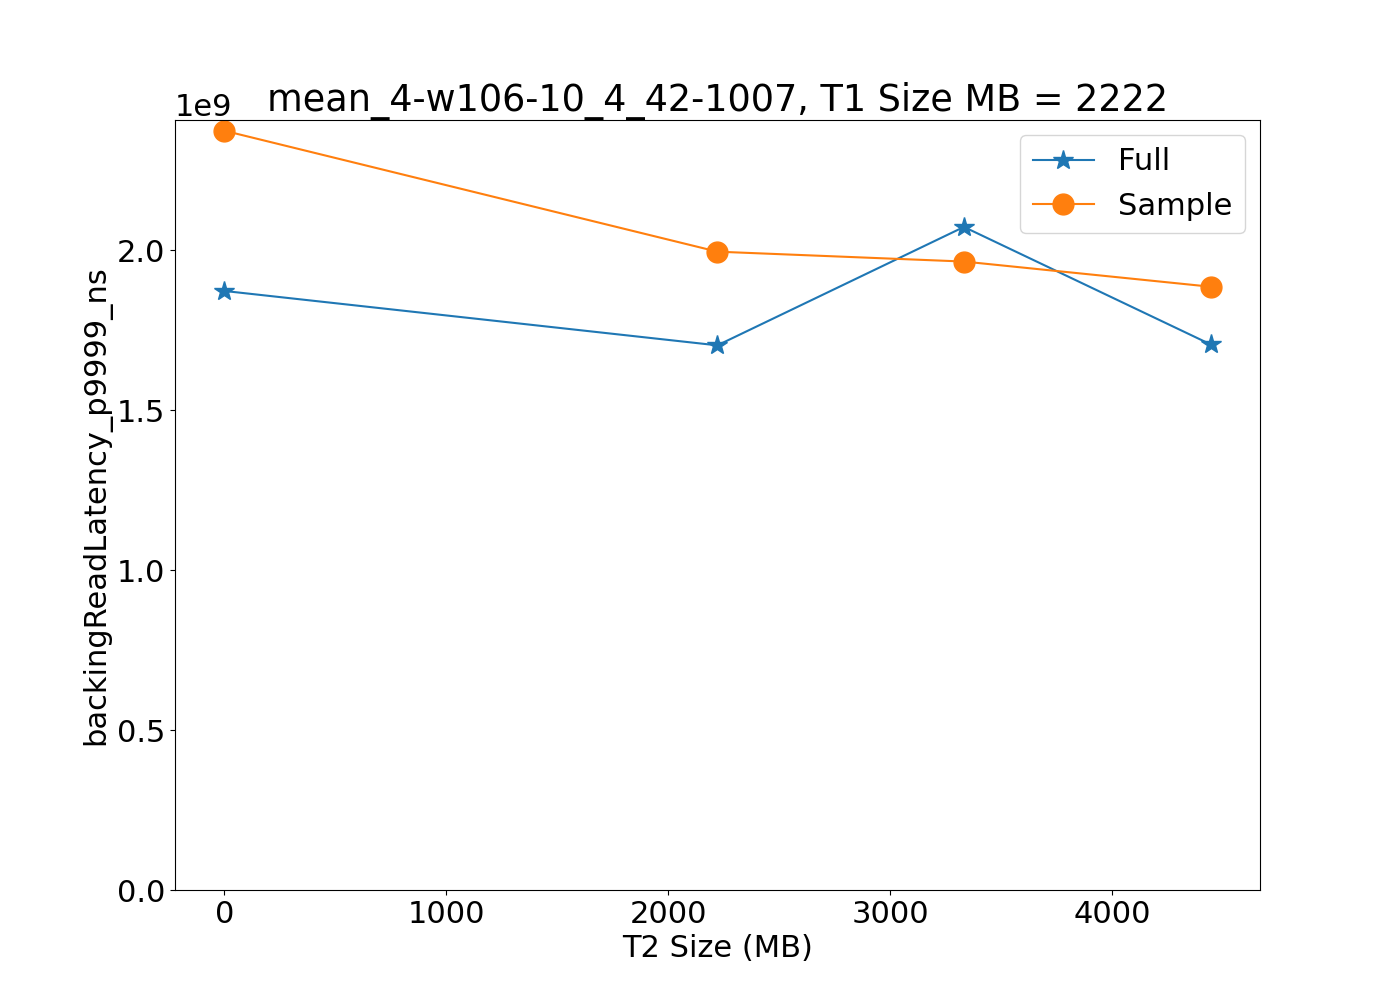 mean_4-w106-10_4_42-1007, T1 Size MB = 2222
1e9
Full
Sample
2.0
1.5
1.0
0.5
0.0
backingReadLatency_p9999_ns
0 1000 2000 3000 4000
T2 Size (MB)